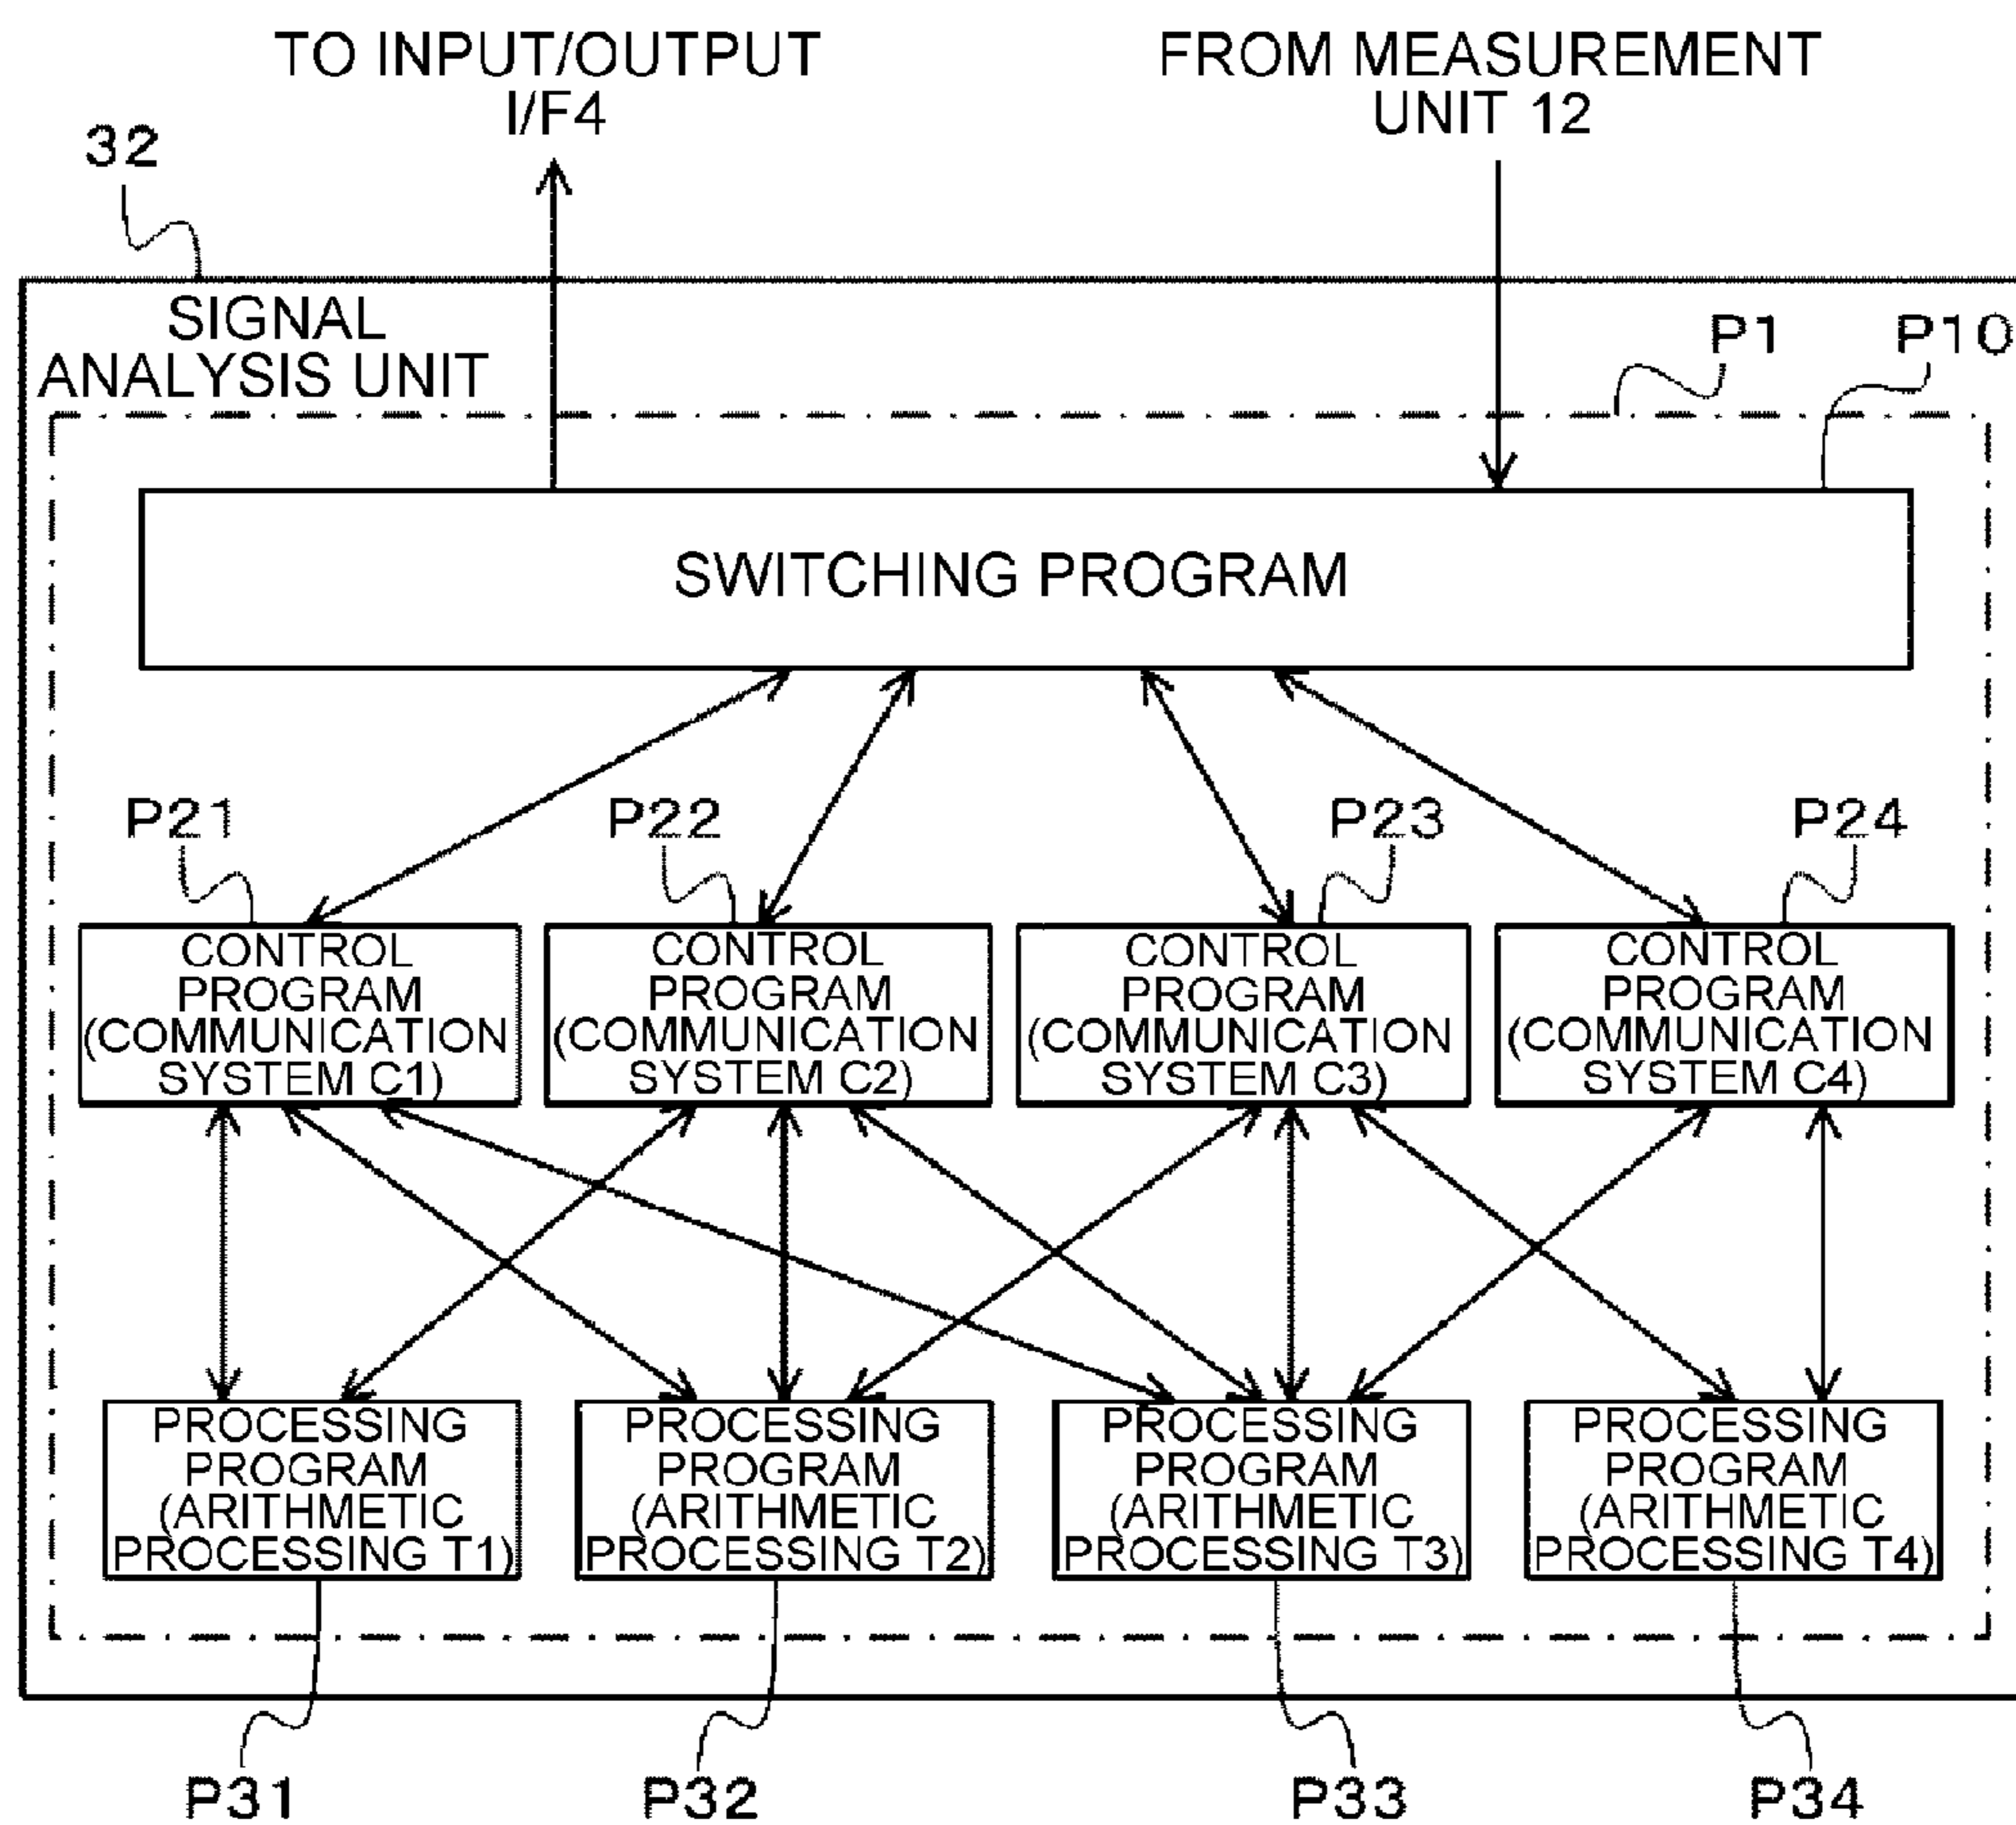 TO INPUT/OUTPUT
I/F4
FROM MEASUREMENT
UNIT 12
32
SIGNAL
ANALYSIS UNIT
P1
P10
SWITCHING PROGRAM
P21
P22
P23
P24
CONTROL
PROGRAM
(COMMUNICATION
SYSTEM C1)
CONTROL
PROGRAM
(COMMUNICATION
SYSTEM C2)
CONTROL
PROGRAM
(COMMUNICATION
SYSTEM C3)
CONTROL
PROGRAM
(COMMUNICATION
SYSTEM C4)
PROCESSING
PROGRAM
(ARITHMETIC
PROCESSING T1)
PROCESSING
PROGRAM
(ARITHMETIC
PROCESSING T2)
PROCESSING
PROGRAM
(ARITHMETIC
PROCESSING T3)
PROCESSING
PROGRAM
(ARITHMETIC
PROCESSING T4)
P31
P32
P33
P34